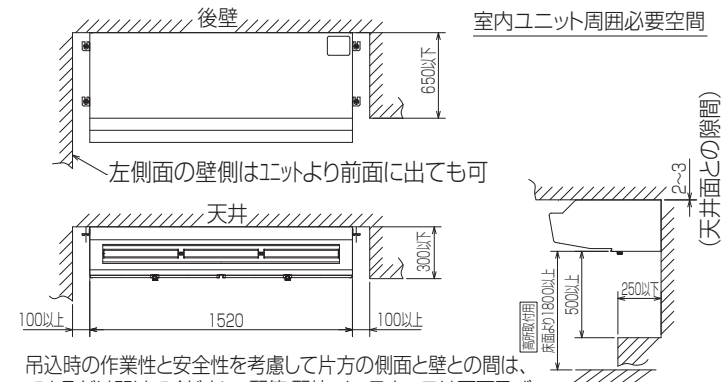 後壁
室内ユニット周囲必要空間
650以下
左側面の壁側はユニットより前面に出ても可
2~3
(天井面との隙間)
天井
300以下
100以上
1520
100以上
高所取付用
床面より1800以上
500以上
250以下
吊込時の作業性と安全性を考慮して片方の側面と壁との間は、